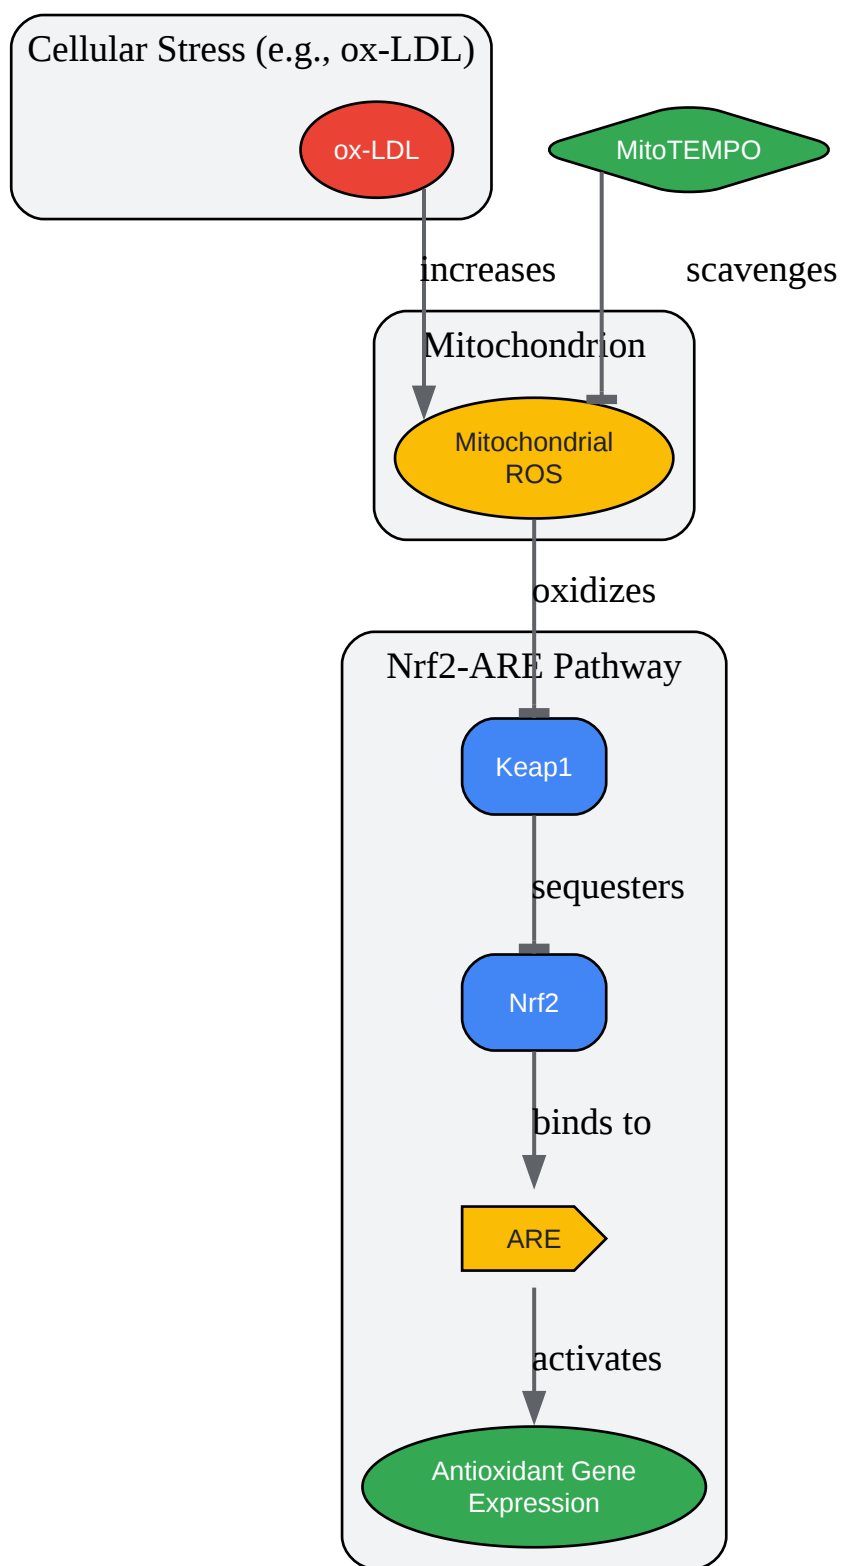 Cellular Stress (e.g., ox-LDL)
ox-LDL
MitoTEMPO
increases
scavenges
Mitochondrion
Mitochondrial
ROS
oxidizes
Nrf2-ARE Pathway
Keap1
sequesters
Nrf2
binds to
ARE
activates
Antioxidant Gene
Expression